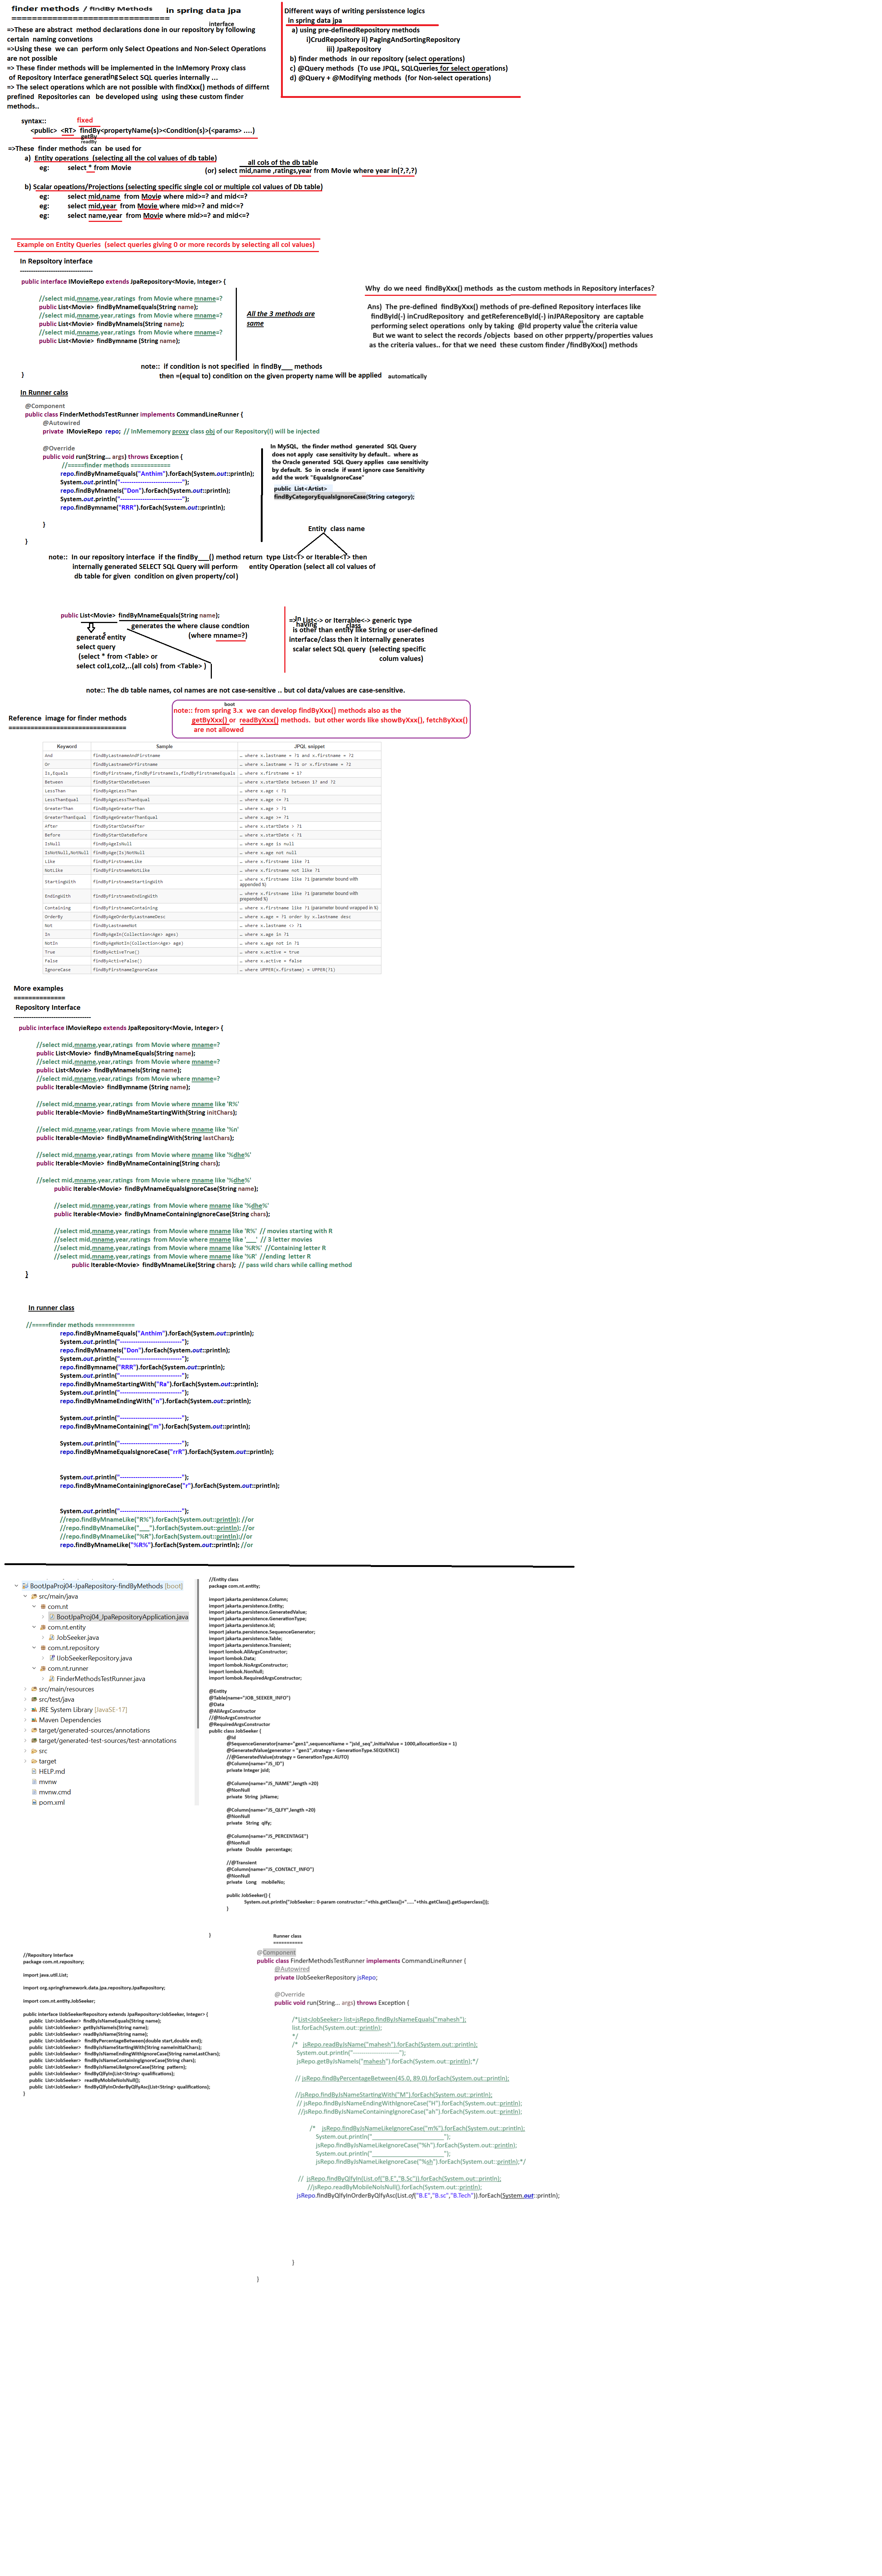 finder methods / findBy Methods in spring data jpa
===============================
interface
=>These are abstract method declarations done in our repository by following
certain naming convetions
=>Using these we can perform only Select Opeations and Non-Select Operations
are not possible
=> These finder methods will be implemented in the InMemory Proxy class
of Repository Interface generating Select SQL queries internally ...
=> The select operations which are not possible with findXxx() methods of differnt
prefined Repositories can be developed using using these custom finder
methods..
Different ways of writing persisstence logics
in spring data jpa
a) using pre-definedRepository methods
i)CrudRepository ii) PagingAndSortingRepository
iii) JpaRepository
b) finder methods in our repository (select operations)
c) @Query methods (To use JPQL, SQLQueries for select operations)
d) @Query + @Modifying methods (for Non-select operations)
syntax:: fixed
<public> <RT> findBy<propertyName(s)><Condition(s)>(<params> ....)
getBy
readBy
=>These finder methods can be used for
a) Entity operations (selecting all the col values of db table)
all cols of the db table
eg: select * from Movie (or) select mid,name ,ratings,year from Movie where year in(?,?,?)
b) Scalar opeations/Projections (selecting specific single col or multiple col values of Db table)
eg: select mid,name from Movie where mid>=? and mid<=?
eg: select mid,year from Movie where mid>=? and mid<=?
eg: select name,year from Movie where mid>=? and mid<=?
Example on Entity Queries (select queries giving 0 or more records by selecting all col values)
In Repsoitory interface
---------------------------------
public interface IMovieRepo extends JpaRepository<Movie, Integer> {
//select mid,mname,year,ratings from Movie where mname=?
public List<Movie> findByMnameEquals(String name);
//select mid,mname,year,ratings from Movie where mname=?
public List<Movie> findByMnameIs(String name);
//select mid,mname,year,ratings from Movie where mname=?
public List<Movie> findBymname (String name);
}
All the 3 methods are
same
note:: if condition is not specified in findBy___ methods
then =(equal to) condition on the given property name will be applied automatically
Why do we need findByXxx() methods as the custom methods in Repository interfaces?
Ans) The pre-defined findByXxx() methods of pre-defined Repository interfaces like
findById(-) inCrudRepository and getReferenceById(-) inJPARepository are captable
performing select operations only by taking @Id property value as the criteria value
But we want to select the records /objects based on other prpperty/properties values
as the criteria values.. for that we need these custom finder /findByXxx() methods
In Runner calss
@Component
public class FinderMethodsTestRunner implements CommandLineRunner {
@Autowired
private IMovieRepo repo; // InMememory proxy class obj of our Repository(I) will be injected
@Override
public void run(String... args) throws Exception {
//=====finder methods ============
repo.findByMnameEquals("Anthim").forEach(System.out::println);
System.out.println("----------------------------");
repo.findByMnameIs("Don").forEach(System.out::println);
System.out.println("----------------------------");
repo.findBymname("RRR").forEach(System.out::println);
}
}
In MySQL, the finder method generated SQL Query
does not apply case sensitivity by default.. where as
the Oracle generated SQL Query applies case sensitivity
by default. So in oracle if want ignore case Sensitivity
add the work "EqualsIgnoreCase"
public List<Artist>
findByCategoryEqualsIgnoreCase(String category);
Entity class name
note:: In our repository interface if the findBy___() method return type List<T> or Iterable<T> then
internally generated SELECT SQL Query will perform entity Operation (select all col values of
db table for given condition on given property/col)
public List<Movie> findByMnameEquals(String name);
generates the where clause condtion
(where mname=?)
generate entity
select query
(select * from <Table> or
select col1,col2,..(all cols) from <Table> )
=> In List<-> or Iterrable<-> generic type
having class
is other than entity like String or user-defined
interface/class then it internally generates
scalar select SQL query (selecting specific
colum values)
note:: The db table names, col names are not case-sensitive .. but col data/values are case-sensitive.
boot
note:: from spring 3.x we can develop findByXxx() methods also as the
getByXxx() or readByXxx() methods. but other words like showByXxx(), fetchByXxx()
are not allowed
Reference image for finder methods
================================
Keyword Sample JPQL snippet
And findByLastnameAndFirstname … where x.lastname = ?1 and x.firstname = ?2
Or findByLastnameOrFirstname … where x.lastname = ?1 or x.firstname = ?2
Is,Equals findByFirstname,findByFirstnameIs,findByFirstnameEquals … where x.firstname = 1?
Between findByStartDateBetween … where x.startDate between 1? and ?2
LessThan findByAgeLessThan … where x.age < ?1
LessThanEqual findByAgeLessThanEqual … where x.age <= ?1
GreaterThan findByAgeGreaterThan … where x.age > ?1
GreaterThanEqual findByAgeGreaterThanEqual … where x.age >= ?1
After findByStartDateAfter … where x.startDate > ?1
Before findByStartDateBefore … where x.startDate < ?1
IsNull findByAgeIsNull … where x.age is null
IsNotNull,NotNull findByAge(Is)NotNull … where x.age not null
Like findByFirstnameLike … where x.firstname like ?1
NotLike findByFirstnameNotLike … where x.firstname not like ?1
StartingWith findByFirstnameStartingWith … where x.firstname like ?1 (parameter bound with appended %)
EndingWith findByFirstnameEndingWith … where x.firstname like ?1 (parameter bound with prepended %)
Containing findByFirstnameContaining … where x.firstname like ?1 (parameter bound wrapped in %)
OrderBy findByAgeOrderByLastnameDesc … where x.age = ?1 order by x.lastname desc
Not findByLastnameNot … where x.lastname <> ?1
In findByAgeIn(Collection<Age> ages) … where x.age in ?1
NotIn findByAgeNotIn(Collection<Age> age) … where x.age not in ?1
True findByActiveTrue() … where x.active = true
False findByActiveFalse() … where x.active = false
IgnoreCase findByFirstnameIgnoreCase … where UPPER(x.firstame) = UPPER(?1)
More examples
==============
Repository Interface
-----------------------------------
public interface IMovieRepo extends JpaRepository<Movie, Integer> {
//select mid,mname,year,ratings from Movie where mname=?
public List<Movie> findByMnameEquals(String name);
//select mid,mname,year,ratings from Movie where mname=?
public List<Movie> findByMnameIs(String name);
//select mid,mname,year,ratings from Movie where mname=?
public Iterable<Movie> findBymname (String name);
//select mid,mname,year,ratings from Movie where mname like 'R%'
public Iterable<Movie> findByMnameStartingWith(String initChars);
//select mid,mname,year,ratings from Movie where mname like '%n'
public Iterable<Movie> findByMnameEndingWith(String lastChars);
//select mid,mname,year,ratings from Movie where mname like '%dhe%'
public Iterable<Movie> findByMnameContaining(String chars);
//select mid,mname,year,ratings from Movie where mname like '%dhe%'
public Iterable<Movie> findByMnameEqualsIgnoreCase(String name);
//select mid,mname,year,ratings from Movie where mname like '%dhe%'
public Iterable<Movie> findByMnameContainingIgnoreCase(String chars);
//select mid,mname,year,ratings from Movie where mname like 'R%' // movies starting with R
//select mid,mname,year,ratings from Movie where mname like '___' // 3 letter movies
//select mid,mname,year,ratings from Movie where mname like '%R%' //Containing letter R
//select mid,mname,year,ratings from Movie where mname like '%R' //ending letter R
public Iterable<Movie> findByMnameLike(String chars); // pass wild chars while calling method
}
In runner class
//=====finder methods ============
repo.findByMnameEquals("Anthim").forEach(System.out::println);
System.out.println("----------------------------");
repo.findByMnameIs("Don").forEach(System.out::println);
System.out.println("----------------------------");
repo.findBymname("RRR").forEach(System.out::println);
System.out.println("----------------------------");
repo.findByMnameStartingWith("Ra").forEach(System.out::println);
System.out.println("----------------------------");
repo.findByMnameEndingWith("n").forEach(System.out::println);
System.out.println("----------------------------");
repo.findByMnameContaining("m").forEach(System.out::println);
System.out.println("----------------------------");
repo.findByMnameEqualsIgnoreCase("rrR").forEach(System.out::println);
System.out.println("----------------------------");
repo.findByMnameContainingIgnoreCase("r").forEach(System.out::println);
System.out.println("----------------------------");
//repo.findByMnameLike("R%").forEach(System.out::println); //or
//repo.findByMnameLike("___").forEach(System.out::println); //or
//repo.findByMnameLike("%R").forEach(System.out::println);//or
repo.findByMnameLike("%R%").forEach(System.out::println); //or
BootJpaProj04-JpaRepository-findByMethods [boot]
src/main/java
com.nt
BootJpaProj04_JpaRepositoryApplication.java
com.nt.entity
JobSeeker.java
com.nt.repository
IJobSeekerRepository.java
com.nt.runner
FinderMethodsTestRunner.java
src/main/resources
src/test/java
JRE System Library [JavaSE-17]
Maven Dependencies
target/generated-sources/annotations
target/generated-test-sources/test-annotations
src
target
HELP.md
mvnw
mvnw.cmd
pom.xml
//Entity class
package com.nt.entity;
import jakarta.persistence.Column;
import jakarta.persistence.Entity;
import jakarta.persistence.GeneratedValue;
import jakarta.persistence.GenerationType;
import jakarta.persistence.Id;
import jakarta.persistence.SequenceGenerator;
import jakarta.persistence.Table;
import jakarta.persistence.Transient;
import lombok.AllArgsConstructor;
import lombok.Data;
import lombok.NoArgsConstructor;
import lombok.NonNull;
import lombok.RequiredArgsConstructor;
@Entity
@Table(name="JOB_SEEKER_INFO")
@Data
@AllArgsConstructor
//@NoArgsConstructor
@RequiredArgsConstructor
public class JobSeeker {
@Id
@SequenceGenerator(name="gen1",sequenceName = "jsId_seq",initialValue = 1000,allocationSize = 1)
@GeneratedValue(generator = "gen1",strategy = GenerationType.SEQUENCE)
//@GeneratedValue(strategy = GenerationType.AUTO)
@Column(name="JS_ID")
private Integer jsId;
@Column(name="JS_NAME",length =20)
@NonNull
private String jsName;
@Column(name="JS_QLFY",length =20)
@NonNull
private String qlfy;
@Column(name="JS_PERCENTAGE")
@NonNull
private Double percentage;
//@Transient
@Column(name="JS_CONTACT_INFO")
@NonNull
private Long mobileNo;
public JobSeeker() {
System.out.println("JobSeeker:: 0-param constructor::"+this.getClass()+"....."+this.getClass().getSuperclass());
}
}
//Repository Interface
package com.nt.repository;
import java.util.List;
import org.springframework.data.jpa.repository.JpaRepository;
import com.nt.entity.JobSeeker;
public interface IJobSeekerRepository extends JpaRepository<JobSeeker, Integer> {
public List<JobSeeker> findByJsNameEquals(String name);
public List<JobSeeker> getByJsNameIs(String name);
public List<JobSeeker> readByJsName(String name);
public List<JobSeeker> findByPercentageBetween(double start,double end);
public List<JobSeeker> findByJsNameStartingWith(String nameInitialChars);
public List<JobSeeker> findByJsNameEndingWithIgnoreCase(String nameLastChars);
public List<JobSeeker> findByJsNameContainingIgnoreCase(String chars);
public List<JobSeeker> findByJsNameLikeIgnoreCase(String pattern);
public List<JobSeeker> findByQlfyIn(List<String> qualifications);
public List<JobSeeker> readByMobileNoIsNull();
public List<JobSeeker> findByQlfyInOrderByQlfyAsc(List<String> qualifications);
}
Runner class
===========
@Component
public class FinderMethodsTestRunner implements CommandLineRunner {
@Autowired
private IJobSeekerRepository jsRepo;
@Override
public void run(String... args) throws Exception {
/*List<JobSeeker> list=jsRepo.findByJsNameEquals("mahesh");
list.forEach(System.out::println);
*/
/* jsRepo.readByJsName("mahesh").forEach(System.out::println);
System.out.println("--------------------");
jsRepo.getByJsNameIs("mahesh").forEach(System.out::println);*/
// jsRepo.findByPercentageBetween(45.0, 89.0).forEach(System.out::println);
//jsRepo.findByJsNameStartingWith("M").forEach(System.out::println);
// jsRepo.findByJsNameEndingWithIgnoreCase("H").forEach(System.out::println);
//jsRepo.findByJsNameContainingIgnoreCase("ah").forEach(System.out::println);
/* jsRepo.findByJsNameLikeIgnoreCase("m%").forEach(System.out::println);
System.out.println("_______________________");
jsRepo.findByJsNameLikeIgnoreCase("%h").forEach(System.out::println);
System.out.println("_______________________");
jsRepo.findByJsNameLikeIgnoreCase("%sh").forEach(System.out::println);*/
// jsRepo.findByQlfyIn(List.of("B.E","B.Sc")).forEach(System.out::println);
//jsRepo.readByMobileNoIsNull().forEach(System.out::println);
jsRepo.findByQlfyInOrderByQlfyAsc(List.of("B.E","B.sc","B.Tech")).forEach(System.out::println);
}
}